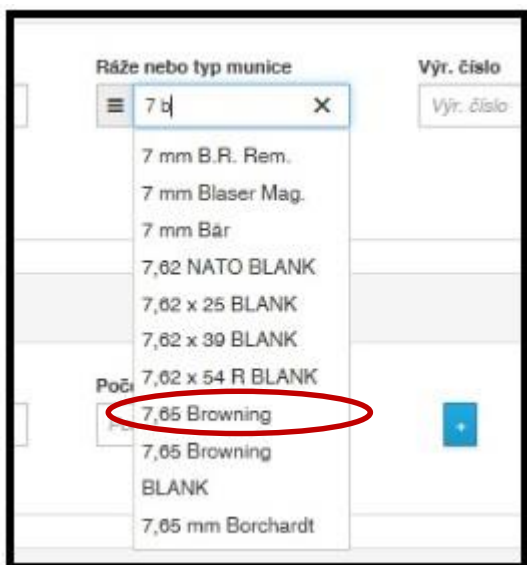 Ráže nebo typ munice
Výr. číslo
7 b
Výr. číslo
7 mm B.R. Rem.
7 mm Blaser Mag.
7 mm Bär
7,62 NATO BLANK
7,62 x 25 BLANK
7,62 x 39 BLANK
7,62 x 54 R BLANK
Poč
7,65 Browning
7,65 Browning
BLANK
7,65 mm Borchardt
+